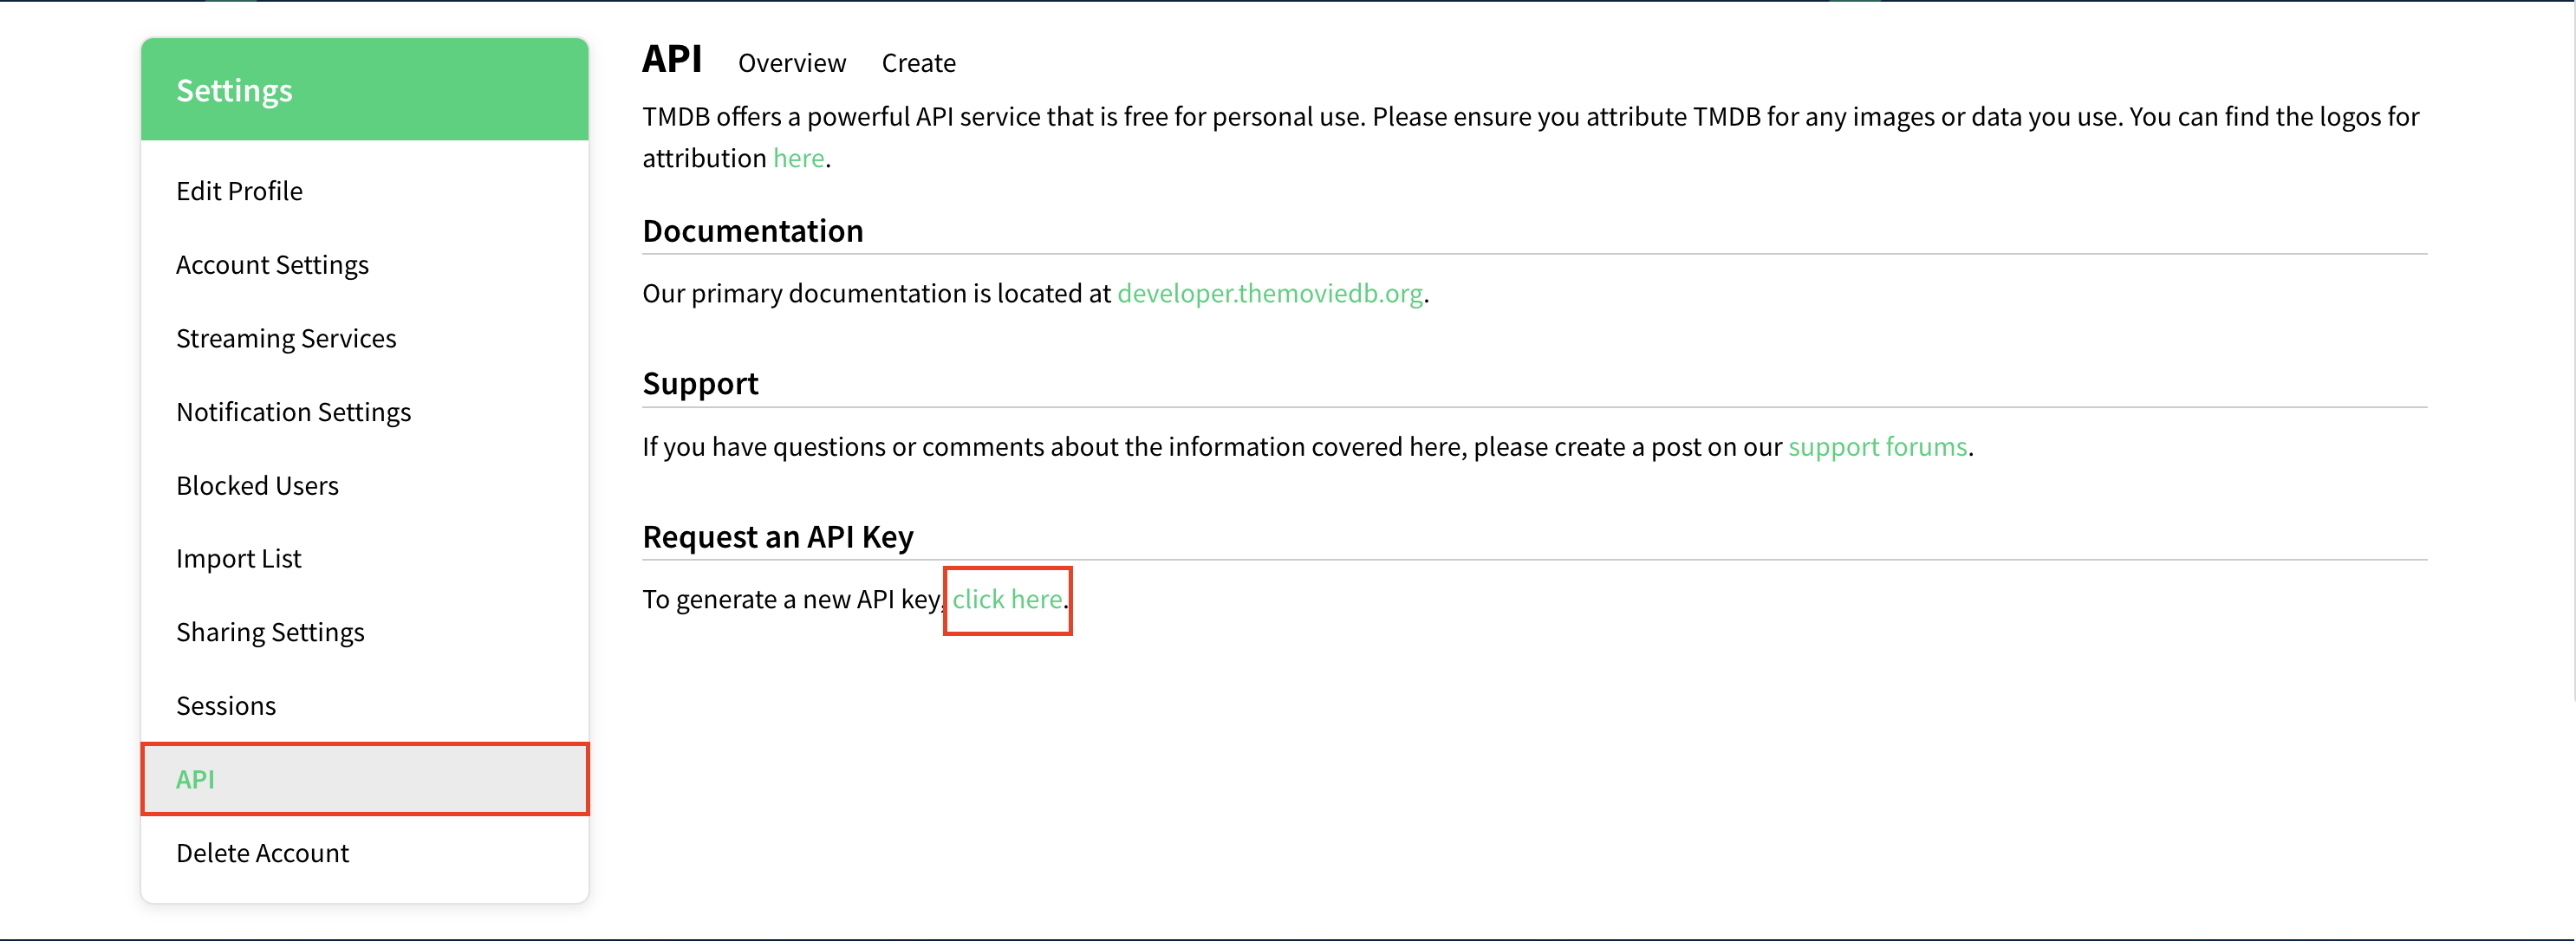 Settings
Edit Profile
Account Settings
Streaming Services
Notification Settings
Blocked Users
Import List
Sharing Settings
Sessions
API
Delete Account
API Overview Create
TMDB offers a powerful API service that is free for personal use. Please ensure you attribute TMDB for any images or data you use. You can find the logos for
attribution here.
Documentation
Our primary documentation is located at developer.themoviedb.org.
Support
If you have questions or comments about the information covered here, please create a post on our support forums.
Request an API Key
To generate a new API key, click here.